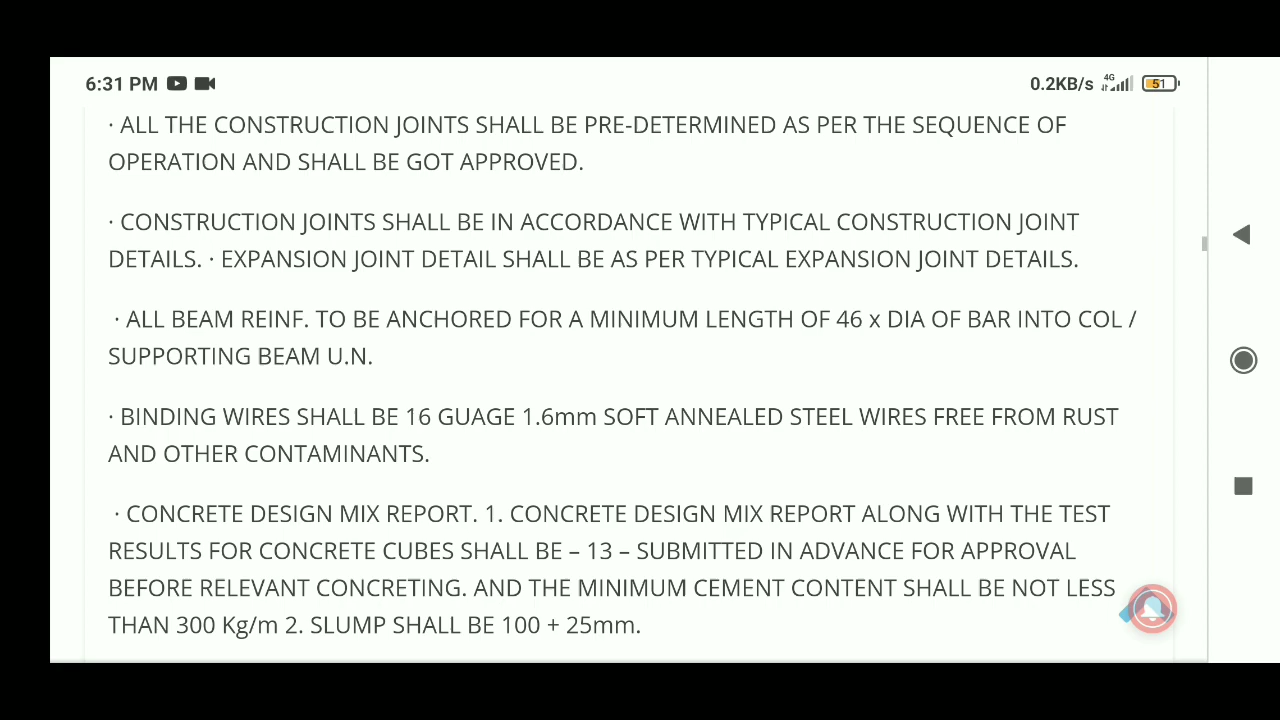 6:31 PM
0.2KB/s 4G 51
· ALL THE CONSTRUCTION JOINTS SHALL BE PRE-DETERMINED AS PER THE SEQUENCE OF
OPERATION AND SHALL BE GOT APPROVED.
· CONSTRUCTION JOINTS SHALL BE IN ACCORDANCE WITH TYPICAL CONSTRUCTION JOINT
DETAILS. · EXPANSION JOINT DETAIL SHALL BE AS PER TYPICAL EXPANSION JOINT DETAILS.
· ALL BEAM REINF. TO BE ANCHORED FOR A MINIMUM LENGTH OF 46 x DIA OF BAR INTO COL /
SUPPORTING BEAM U.N.
· BINDING WIRES SHALL BE 16 GUAGE 1.6mm SOFT ANNEALED STEEL WIRES FREE FROM RUST
AND OTHER CONTAMINANTS.
· CONCRETE DESIGN MIX REPORT. 1. CONCRETE DESIGN MIX REPORT ALONG WITH THE TEST
RESULTS FOR CONCRETE CUBES SHALL BE – 13 – SUBMITTED IN ADVANCE FOR APPROVAL
BEFORE RELEVANT CONCRETING. AND THE MINIMUM CEMENT CONTENT SHALL BE NOT LESS
THAN 300 Kg/m 2. SLUMP SHALL BE 100 + 25mm.